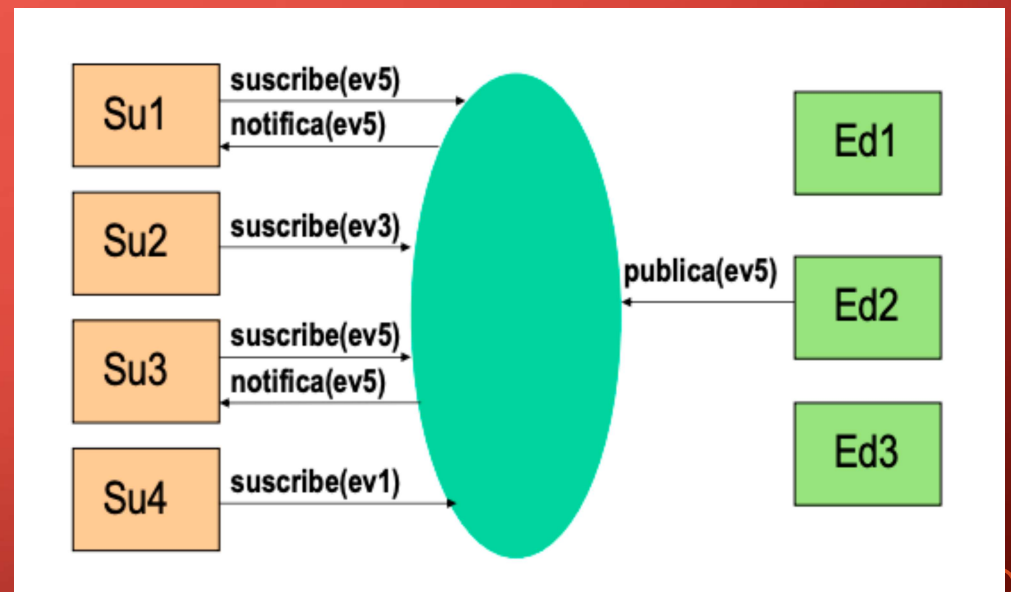 Su1
suscribe(ev5)
notifica(ev5)
Su2
suscribe(ev3)
Su3
suscribe(ev5)
notifica(ev5)
Su4
suscribe(ev1)
Ed1
publica(ev5)
Ed2
Ed3